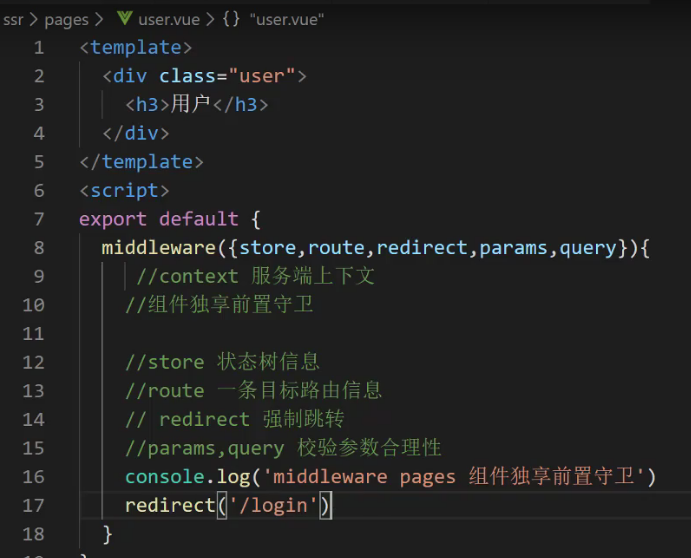 ssr > pages > user.vue > {} "user.vue"
1 <template>
2 <div class="user">
3 <h3>用户</h3>
4 </div>
5 </template>
6 <script>
7 export default {
8 middleware({store,route,redirect,params,query}){
9 //context 服务端上下文
10 //组件独享前置守卫
11
12 //store 状态树信息
13 //route 一条目标路由信息
14 // redirect 强制跳转
15 //params,query 校验参数合理性
16 console.log('middleware pages 组件独享前置守卫')
17 redirect('/login')
18 }